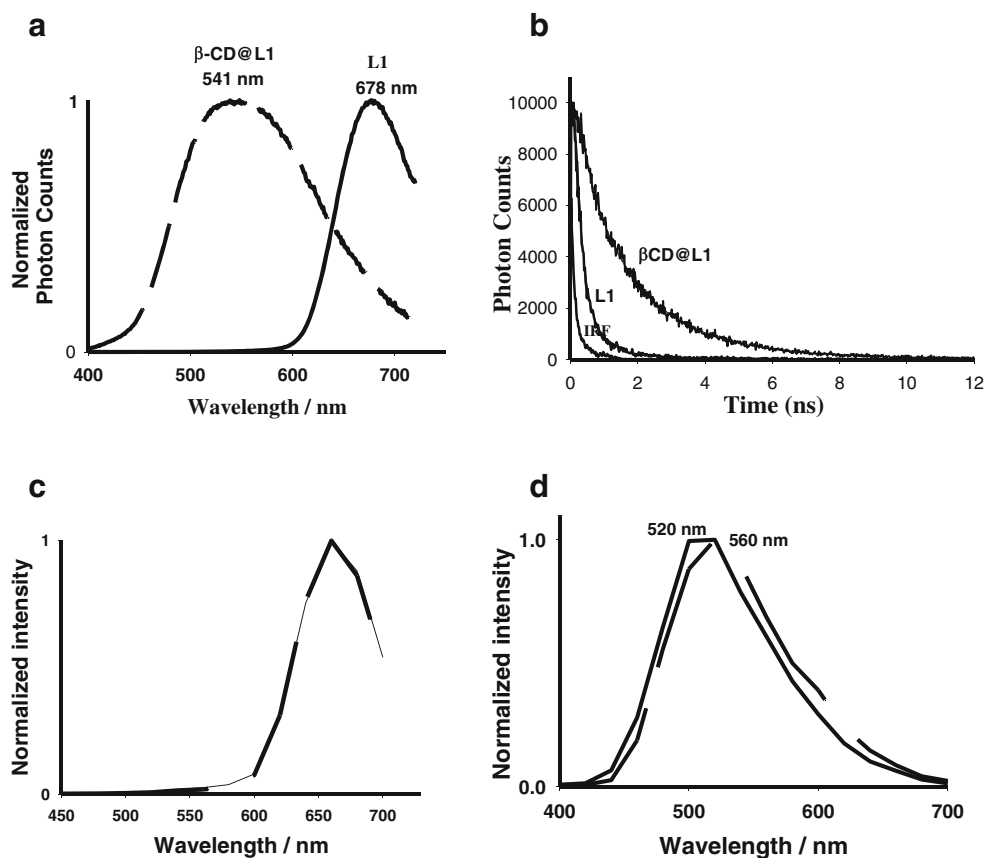 a
β-CD@L1
541 nm
L1
678 nm
1
0
Normalized
Photon Counts
400 500 600 700
Wavelength / nm
b
10000
8000
6000
4000
2000
0
Photon Counts
βCD@L1
L1
IRF
0 2 4 6 8 10 12
Time (ns)
c
1
0
Normalized intensity
450 500 550 600 650 700
Wavelength / nm
d
520 nm
560 nm
1.0
0.0
Normalized intensity
400 500 600 700
Wavelength / nm